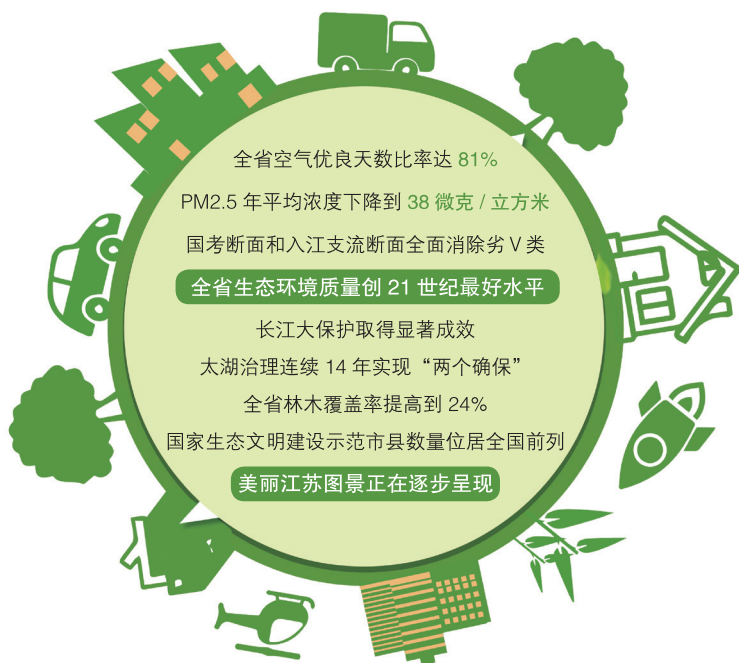 全省空气优良天数比率达 81%
PM2.5 年平均浓度下降到 38 微克 / 立方米
国考断面和入江支流断面全面消除劣 V 类
全省生态环境质量创 21 世纪最好水平
长江大保护取得显著成效
太湖治理连续 14 年实现“两个确保”
全省林木覆盖率提高到 24%
国家生态文明建设示范市县数量位居全国前列
美丽江苏图景正在逐步呈现